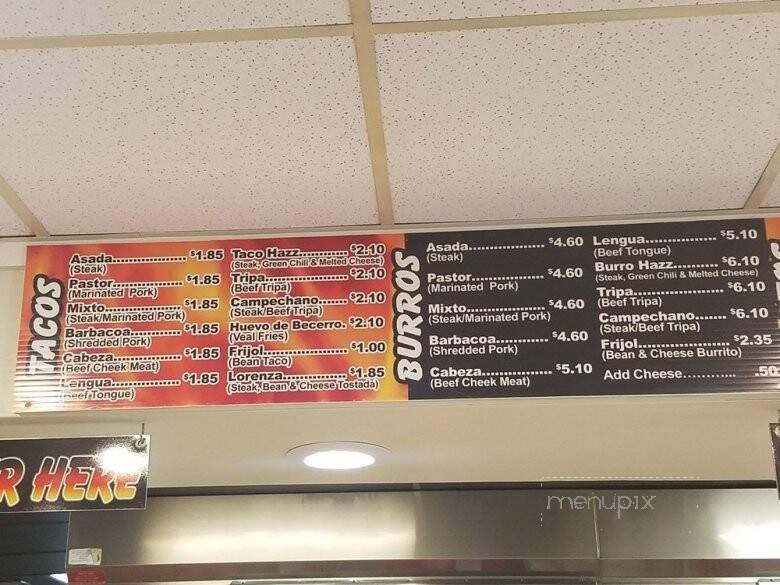 TACOS
Asada.................. $1.85
(Steak)
Pastor................. $1.85
(Marinated Pork)
Mixto.................. $1.85
(Steak/Marinated Pork)
Barbacoa............ $1.85
(Shredded Pork)
Cabeza............... $1.85
(Beef Cheek Meat)
Lengua............... $1.85
(Beef Tongue)
Taco Hazz........... $2.10
(Steak, Green Chili & Melted Cheese)
Tripa.................... $2.10
(Beef Tripa)
Campechano...... $2.10
(Steak/Beef Tripa)
Huevo de Becerro. $2.10
(Veal Fries)
Frijol.................... $1.00
(Bean Taco)
Lorenza............... $1.85
(Steak, Bean & Cheese Tostada)
BURROS
Asada.................. $4.60
(Steak)
Pastor................. $4.60
(Marinated Pork)
Mixto................... $4.60
(Steak/Marinated Pork)
Barbacoa............ $4.60
(Shredded Pork)
Cabeza............... $5.10
(Beef Cheek Meat)
Lengua............... $5.10
(Beef Tongue)
Burro Hazz......... $6.10
(Steak, Green Chili & Melted Cheese)
Tripa................... $6.10
(Beef Tripa)
Campechano...... $6.10
(Steak/Beef Tripa)
Frijol.................... $2.35
(Bean & Cheese Burrito)
Add Cheese........... .50
R HERE
menupix